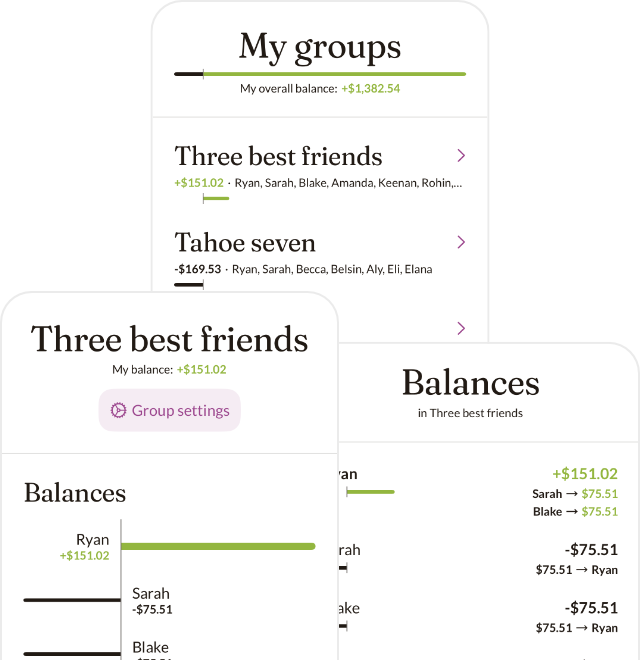 My groups
My overall balance: +$1,382.54
Three best friends
+$151.02 · Ryan, Sarah, Blake, Amanda, Keenan, Rohin,...
Tahoe seven
-$169.53 · Ryan, Sarah, Becca, Belsin, Aly, Eli, Elana
Three best friends
My balance: +$151.02
Group settings
Balances
Ryan
+$151.02
Sarah
-$75.51
Blake
Balances
in Three best friends
yan +$151.02
Sarah → $75.51
Blake → $75.51
rah -$75.51
$75.51 → Ryan
ake -$75.51
$75.51 → Ryan